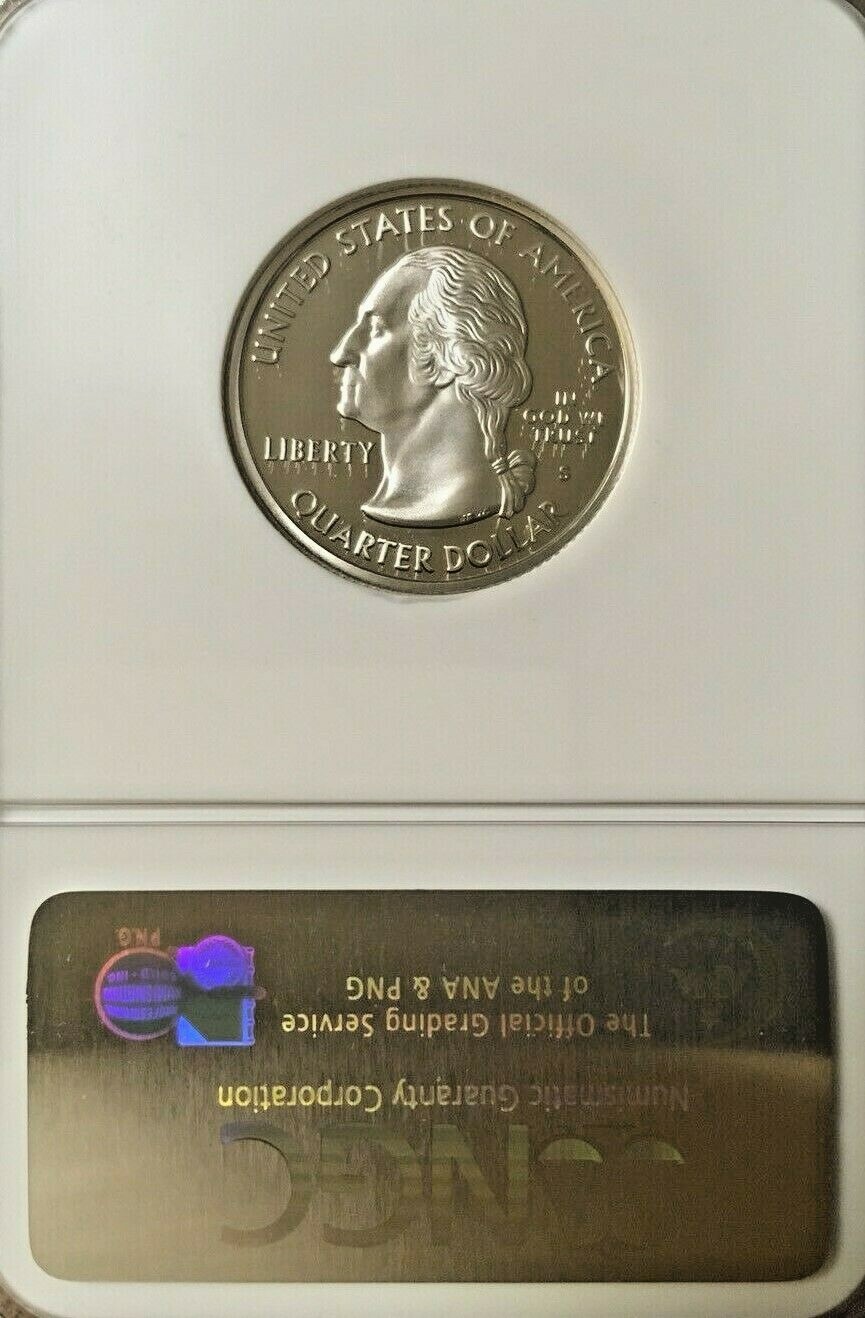 UNITED STATES OF AMERICA
LIBERTY
IN
GOD WE
TRUST
S
QUARTER DOLLAR
NGC
Numismatic Guaranty Corporation
The Official Grading Service
of the ANA & PNG
P.N.G.